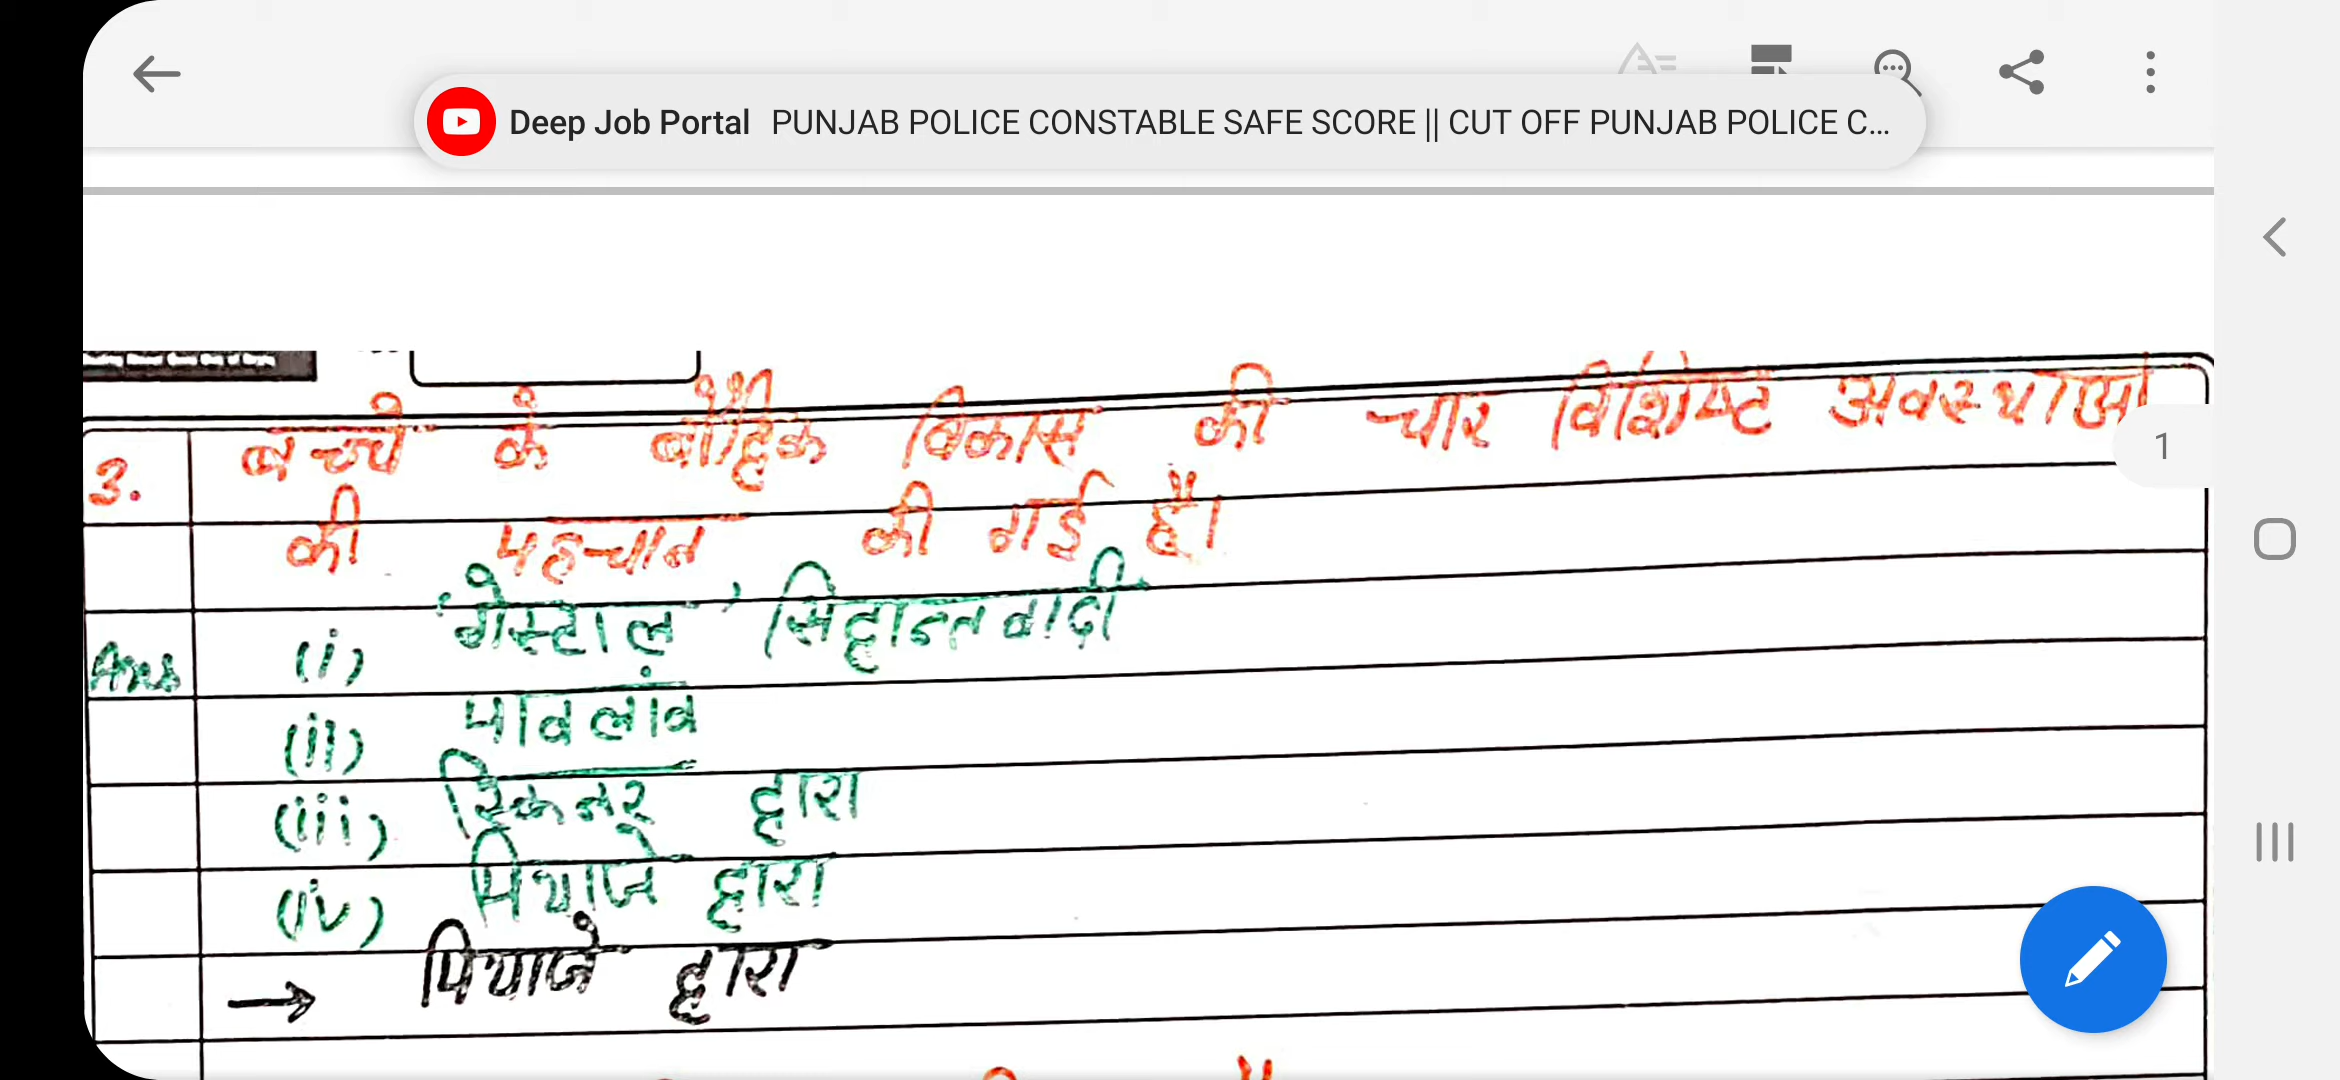 Deep Job Portal PUNJAB POLICE CONSTABLE SAFE SCORE || CUT OFF PUNJAB POLICE C...
1
3. बच्चे के बौद्धिक विकास की चार विशिष्ट अवस्थाओं
की पहचान की गई है।
Ans (i) 'गेस्टाल' सिद्धान्तवादी
(ii) पावलांव
(iii) स्किनर द्वारा
(iv) पियाजे द्वारा
→ पियाजे द्वारा